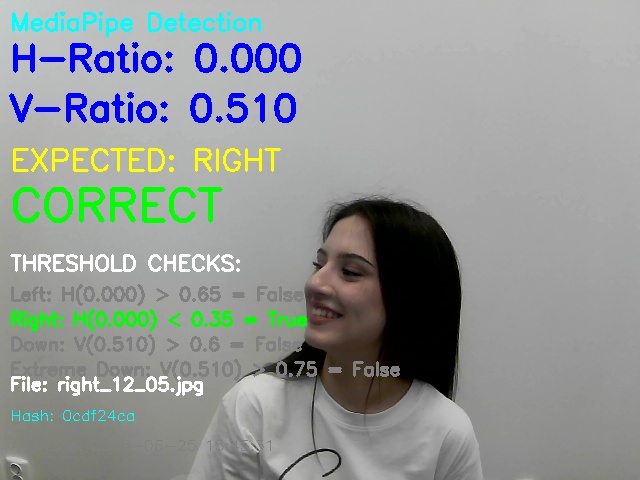 MediaPipe Detection
H-Ratio: 0.000
V-Ratio: 0.510
EXPECTED: RIGHT
CORRECT
THRESHOLD CHECKS:
Left: H(0.000) > 0.65 = False
Right: H(0.000) < 0.35 = True
Down: V(0.510) > 0.6 = False
Extreme Down: V(0.510) > 0.75 = False
File: right_12_05.jpg
Hash: 0cdf24ca